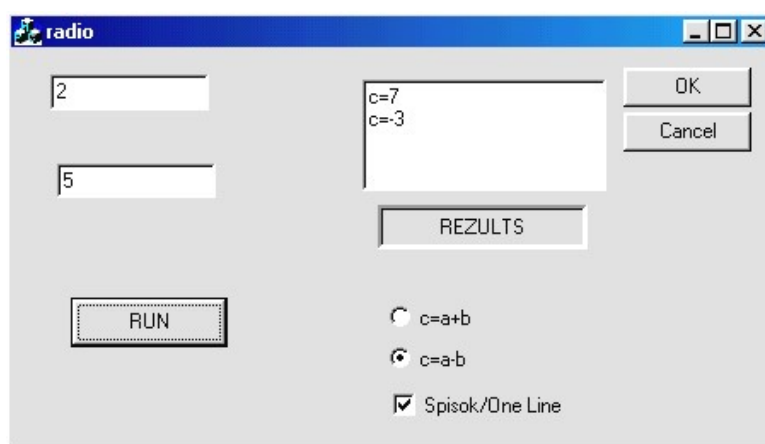 radio
2
5
c=7
c=-3
OK
Cancel
REZULTS
RUN
c=a+b
c=a-b
Spisok/One Line